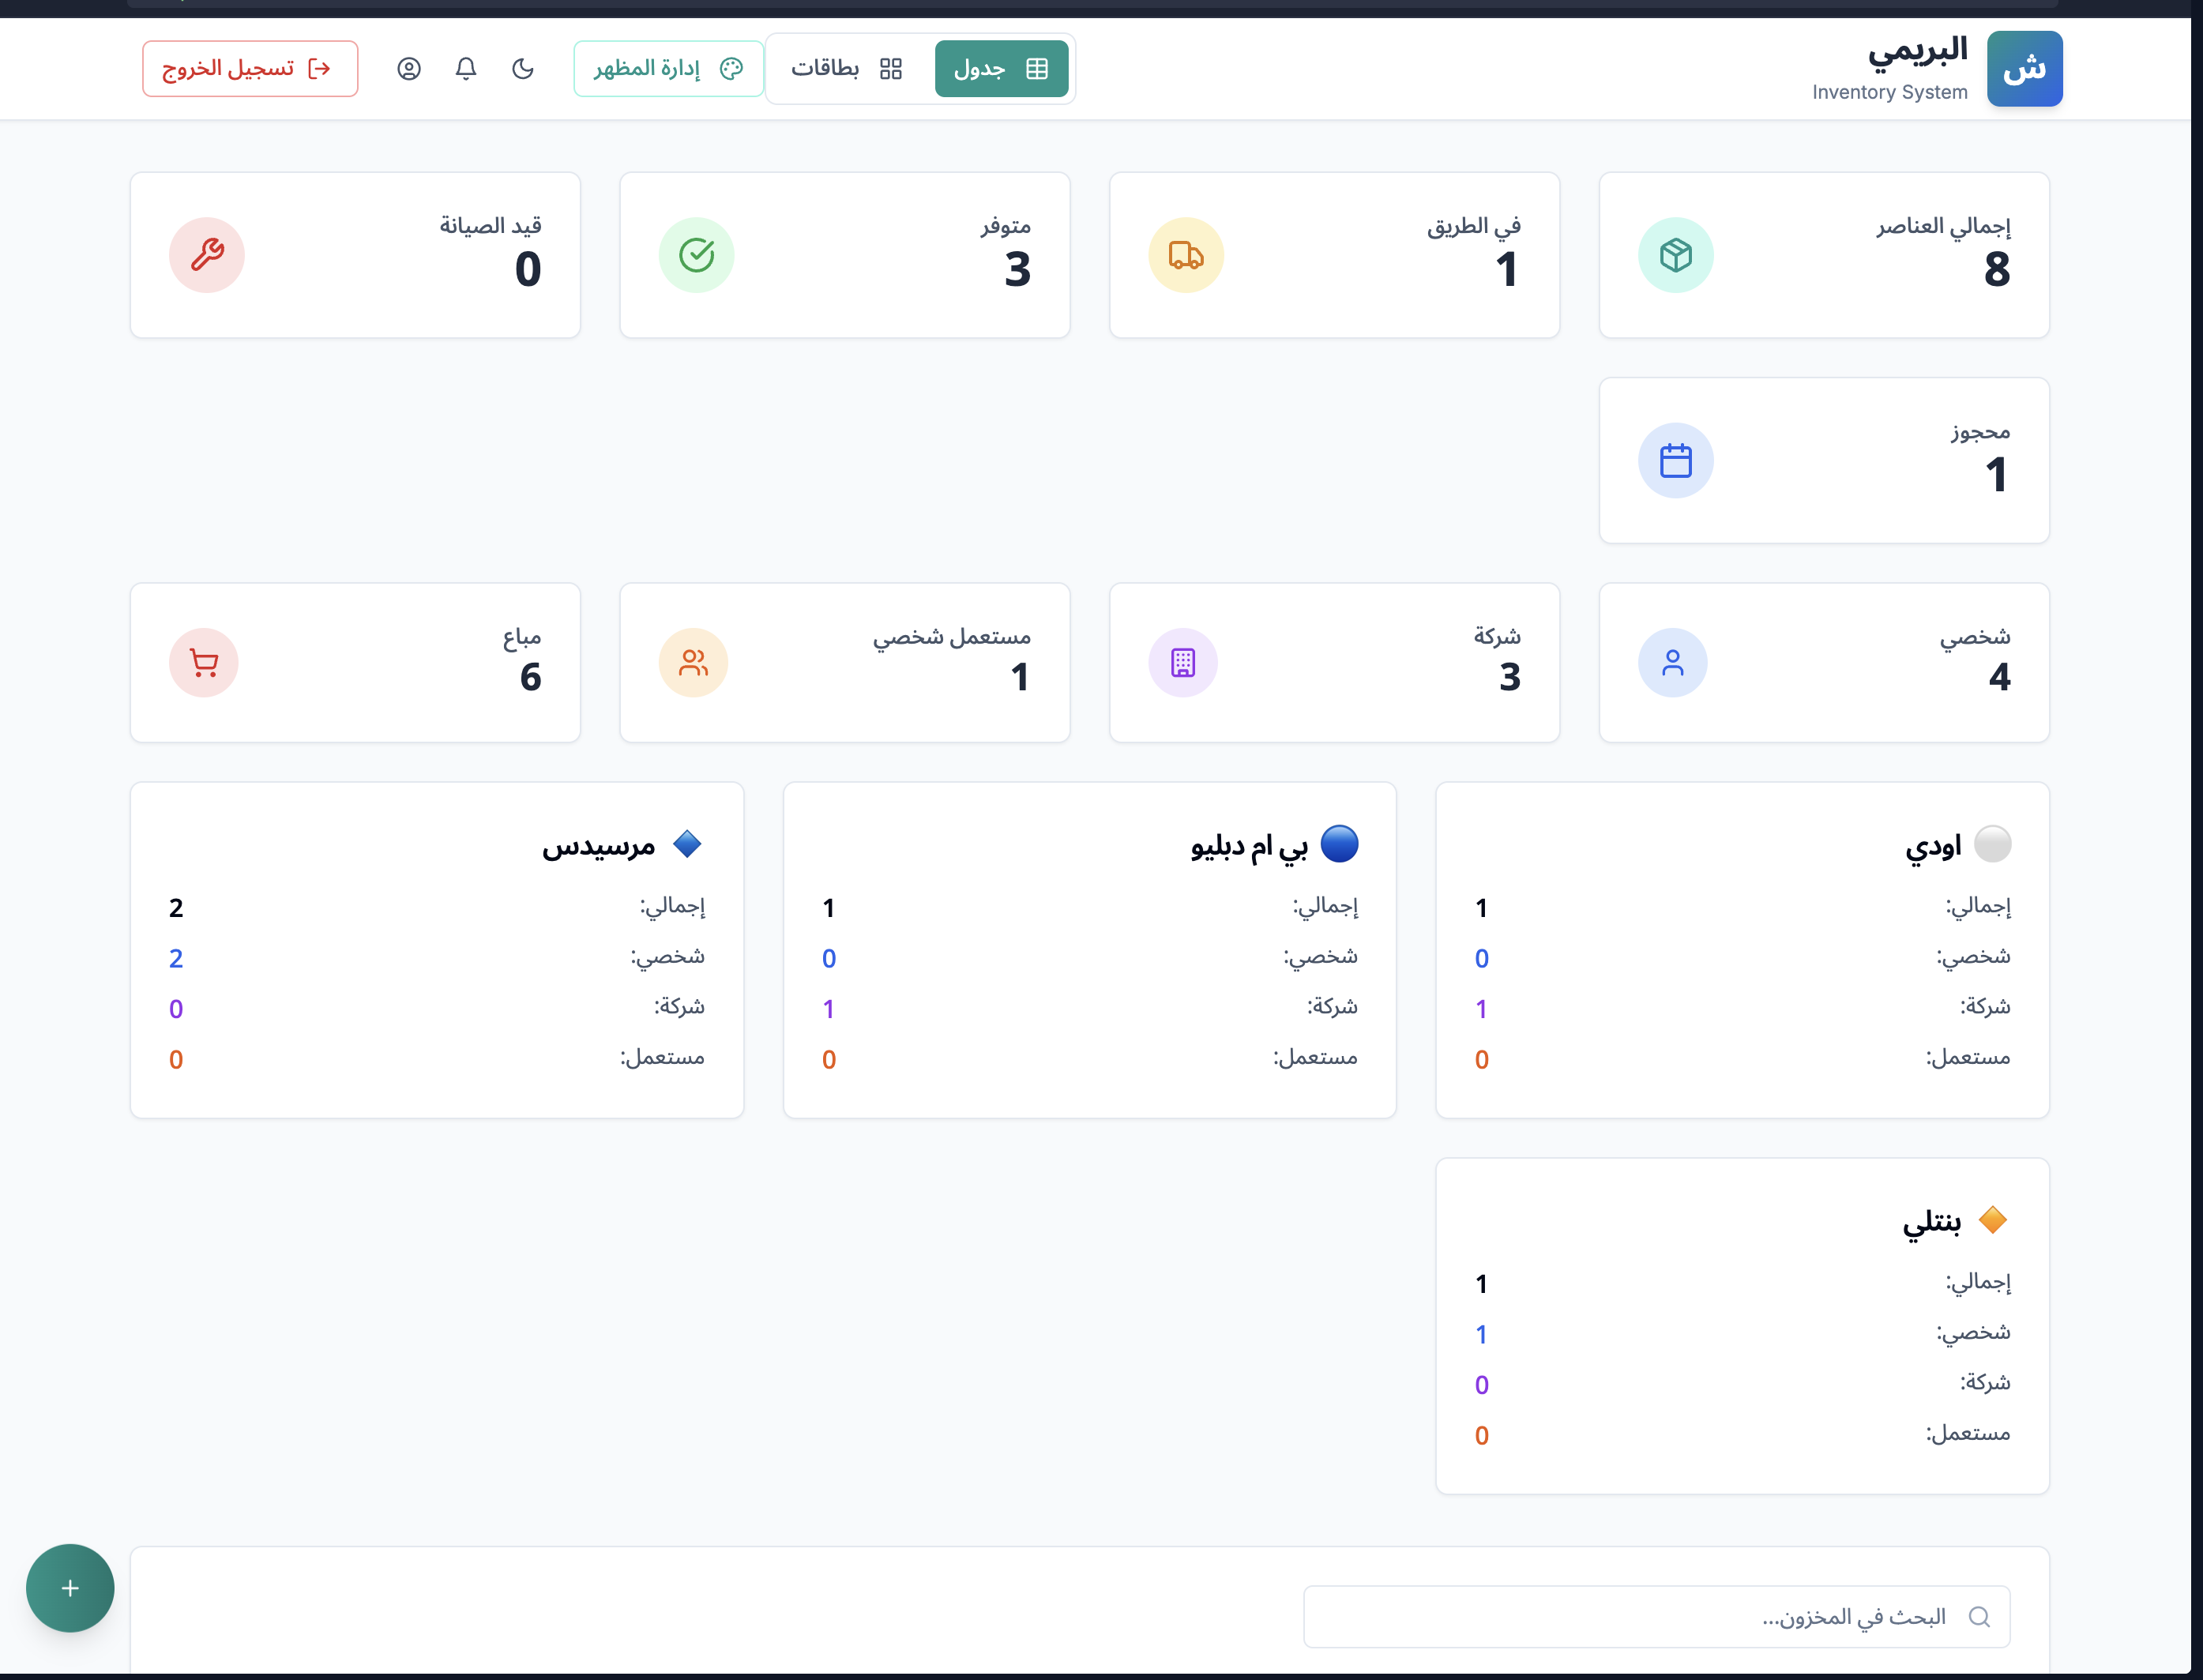 ش
البريمي
Inventory System
جدول
بطاقات
إدارة المظهر
تسجيل الخروج
إجمالي العناصر
8
في الطريق
1
متوفر
3
قيد الصيانة
0
محجوز
1
شخصي
4
شركة
3
مستعمل شخصي
1
مباع
6
اودي
إجمالي: 1
شخصي: 0
شركة: 1
مستعمل: 0
بي ام دبليو
إجمالي: 1
شخصي: 0
شركة: 1
مستعمل: 0
مرسيدس
إجمالي: 2
شخصي: 2
شركة: 0
مستعمل: 0
بنتلي
إجمالي: 1
شخصي: 1
شركة: 0
مستعمل: 0
البحث في المخزون...
+